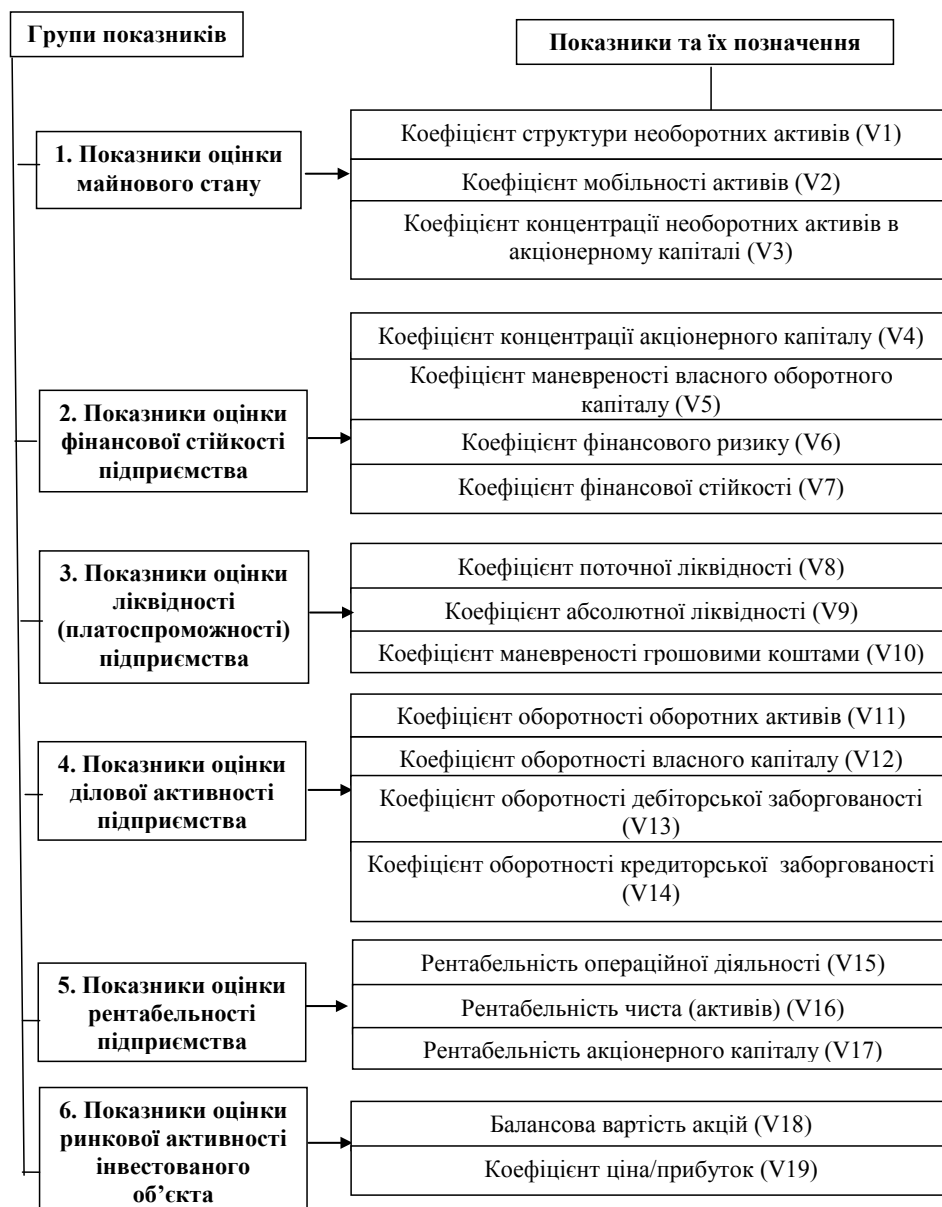 Групи показників
Показники та їх позначення
1. Показники оцінки
майнового стану
Коефіцієнт структури необоротних активів (V1)
Коефіцієнт мобільності активів (V2)
Коефіцієнт концентрації необоротних активів в
акціонерному капіталі (V3)
2. Показники оцінки
фінансової стійкості
підприємства
Коефіцієнт концентрації акціонерного капіталу (V4)
Коефіцієнт маневреності власного оборотного
капіталу (V5)
Коефіцієнт фінансового ризику (V6)
Коефіцієнт фінансової стійкості (V7)
3. Показники оцінки
ліквідності
(платоспроможності)
підприємства
Коефіцієнт поточної ліквідності (V8)
Коефіцієнт абсолютної ліквідності (V9)
Коефіцієнт маневреності грошовими коштами (V10)
4. Показники оцінки
ділової активності
підприємства
Коефіцієнт оборотності оборотних активів (V11)
Коефіцієнт оборотності власного капіталу (V12)
Коефіцієнт оборотності дебіторської заборгованості
(V13)
Коефіцієнт оборотності кредиторської заборгованості
(V14)
5. Показники оцінки
рентабельності
підприємства
Рентабельність операційної діяльності (V15)
Рентабельність чиста (активів) (V16)
Рентабельність акціонерного капіталу (V17)
6. Показники оцінки
ринкової активності
інвестованого
об’єкта
Балансова вартість акцій (V18)
Коефіцієнт ціна/прибуток (V19)